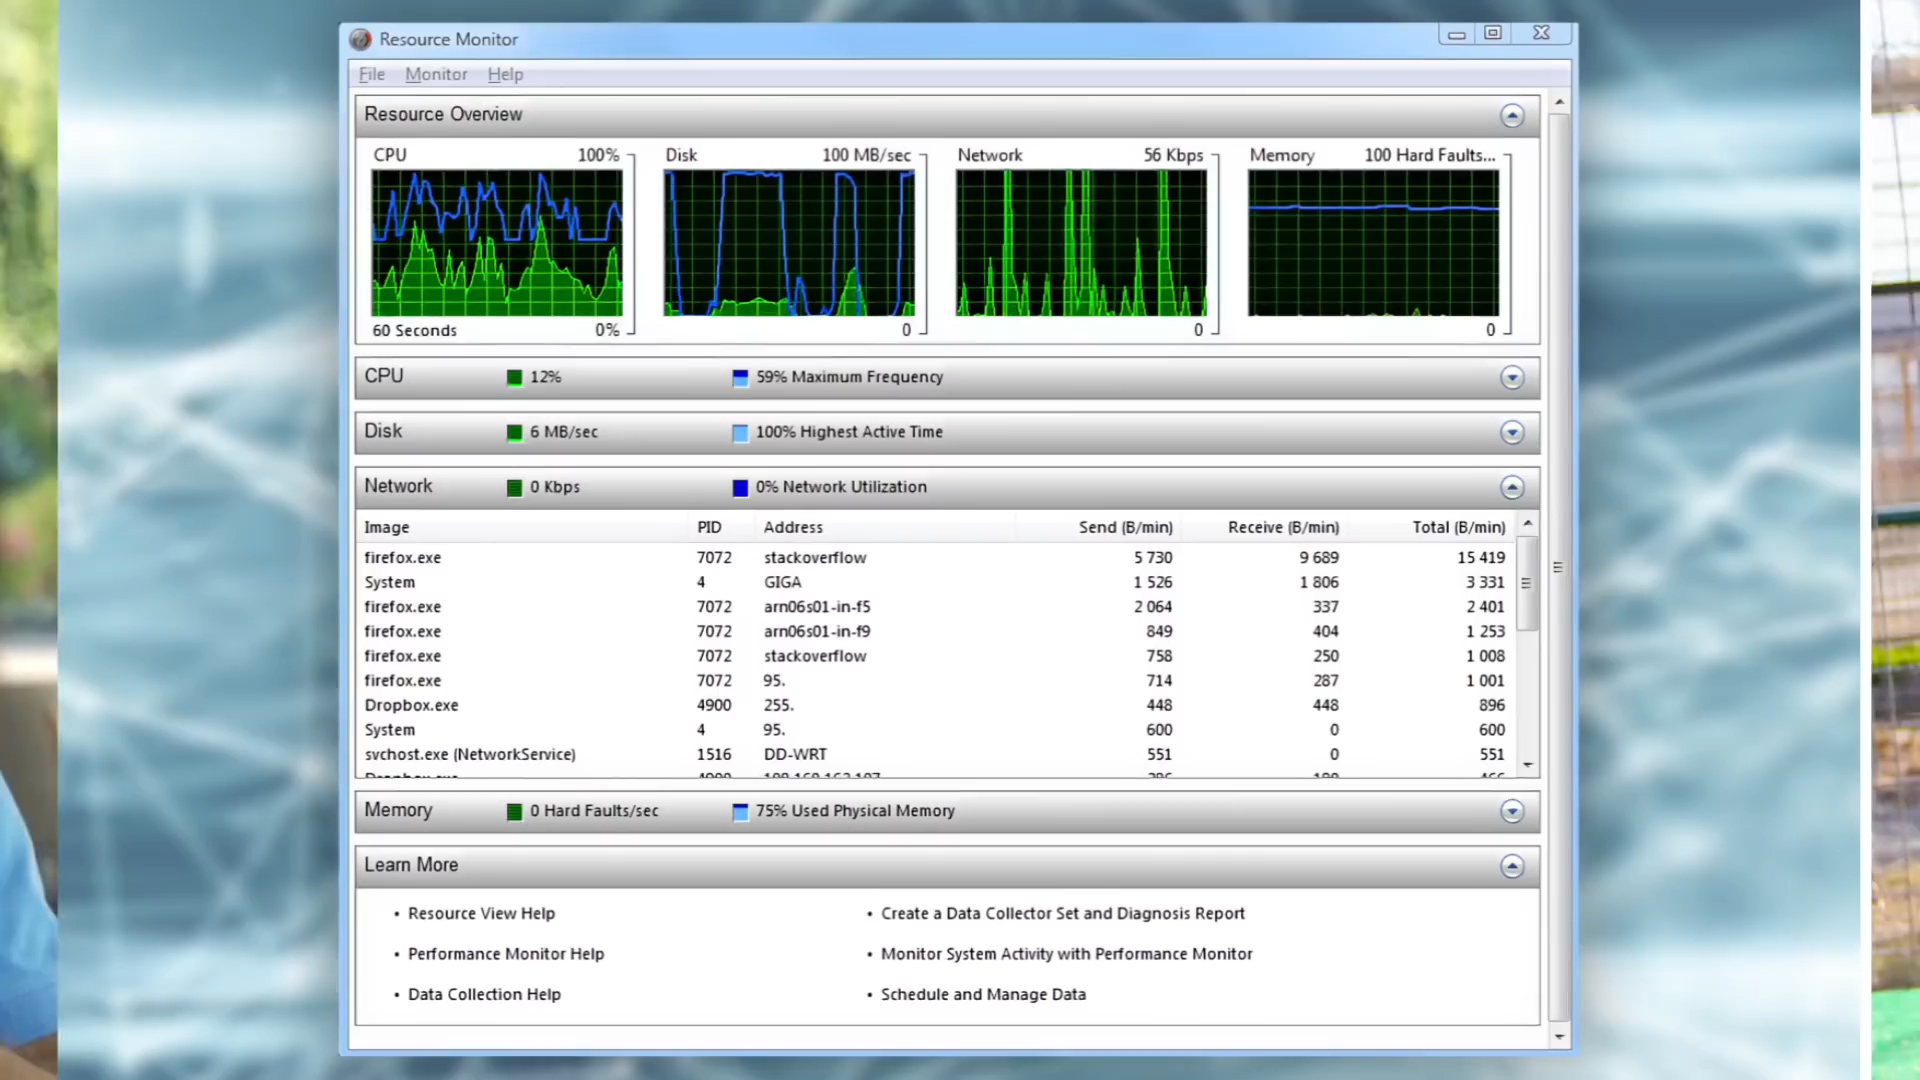 Resource Monitor
File Monitor Help
Resource Overview
CPU 100% Disk 100 MB/sec Network 56 Kbps Memory 100 Hard Faults...
60 Seconds 0% 0 0 0
CPU 12% 59% Maximum Frequency
Disk 6 MB/sec 100% Highest Active Time
Network 0 Kbps 0% Network Utilization
Image PID Address Send (B/min) Receive (B/min) Total (B/min)
firefox.exe 7072 stackoverflow 5 730 9 689 15 419
System 4 GIGA 1 526 1 806 3 331
firefox.exe 7072 arn06s01-in-f5 2 064 337 2 401
firefox.exe 7072 arn06s01-in-f9 849 404 1 253
firefox.exe 7072 stackoverflow 758 250 1 008
firefox.exe 7072 95. 714 287 1 001
Dropbox.exe 4900 255. 448 448 896
System 4 95. 600 0 600
svchost.exe (NetworkService) 1516 DD-WRT 551 0 551
Memory 0 Hard Faults/sec 75% Used Physical Memory
Learn More
• Resource View Help • Create a Data Collector Set and Diagnosis Report
• Performance Monitor Help • Monitor System Activity with Performance Monitor
• Data Collection Help • Schedule and Manage Data